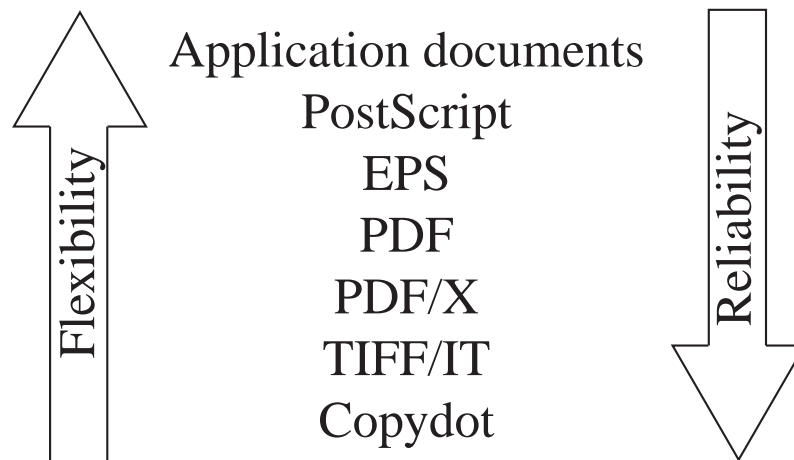 Application documents
PostScript
EPS
PDF
PDF/X
TIFF/IT
Copydot
Flexibility
Reliability